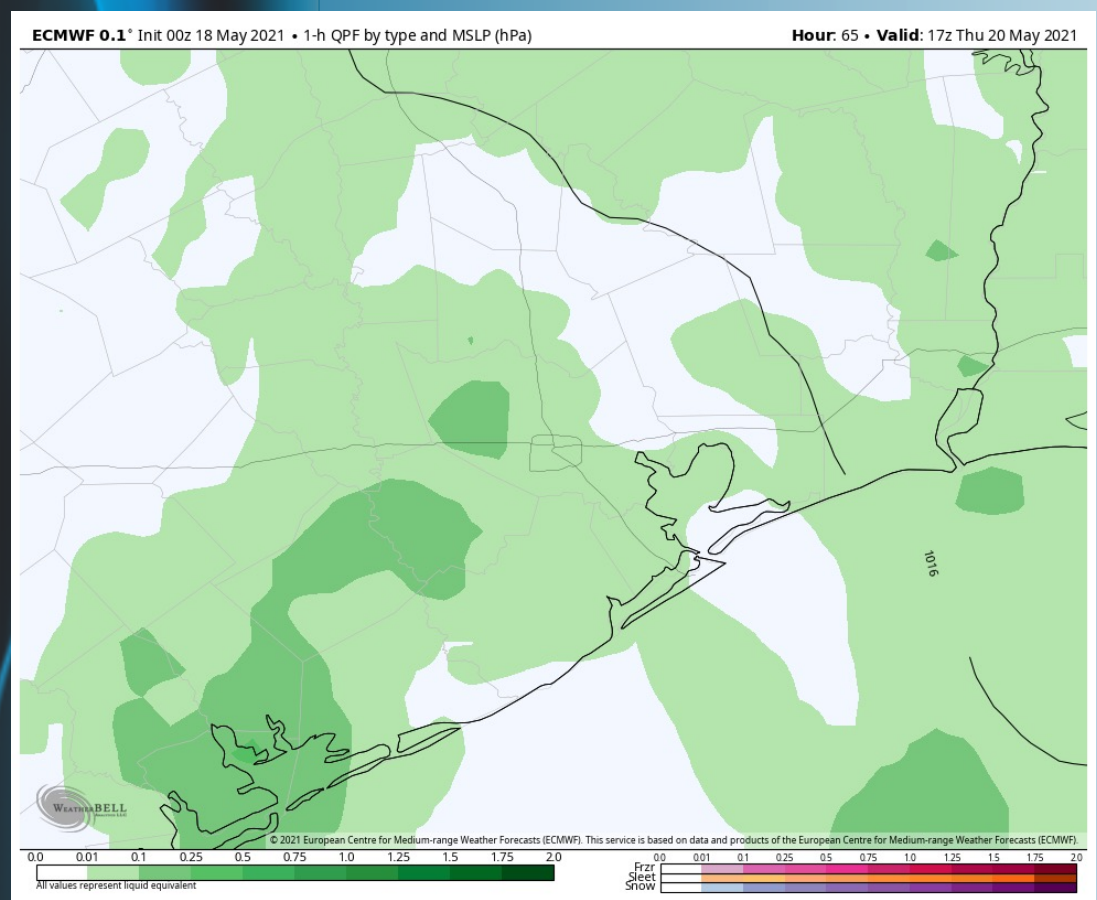 ECMWF 0.1° Init 00z 18 May 2021 • 1-h QPF by type and MSLP (hPa)
Hour: 65 • Valid: 17z Thu 20 May 2021
1016
WEATHERBELL
© 2021 European Centre for Medium-range Weather Forecasts (ECMWF). This service is based on data and products of the European Centre for Medium-range Weather Forecasts (ECMWF).
0.0 0.01 0.1 0.25 0.5 0.75 1.0 1.25 1.5 1.75 2.0
All values represent liquid equivalent
0.0 0.01 0.1 0.25 0.5 0.75 1.0 1.25 1.5 1.75 2.0
Frzr
Sleet
Snow